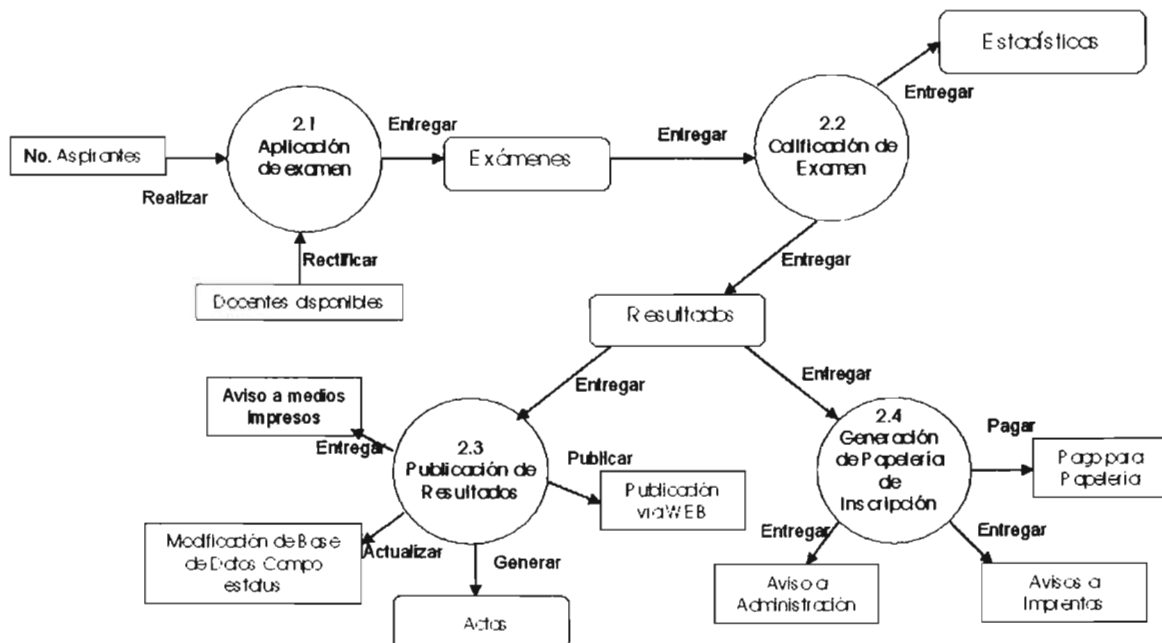 Estadísticas
Entregar
2.1
Aplicación
de examen
Entregar
Entregar
2.2
Calificación de
Examen
No. Aspirantes
Exámenes
Realizar
Rectificar
Docentes disponibles
Entregar
Resultados
Entregar
Entregar
Aviso a medios
impresos
Entregar
2.3
Publicación de
Resultados
Publicar
Publicación
via WEB
2.4
Generación
de Papelería
de
Inscripción
Pagar
Pago para
Papeleria
Modificación de Base
de Datos Campo
estatus
Actualizar
Generar
Actas
Entregar
Aviso a
Administración
Entregar
Avisos a
Imprentas